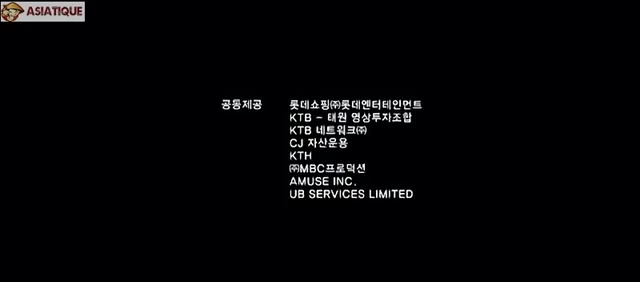 ASIATIQUE
공동제공 롯데쇼핑㈜롯데엔터테인먼트
KTB - 태원 영상투자조합
KTB 네트워크㈜
CJ 자산운용
KTH
㈜MBC프로덕션
AMUSE INC.
UB SERVICES LIMITED